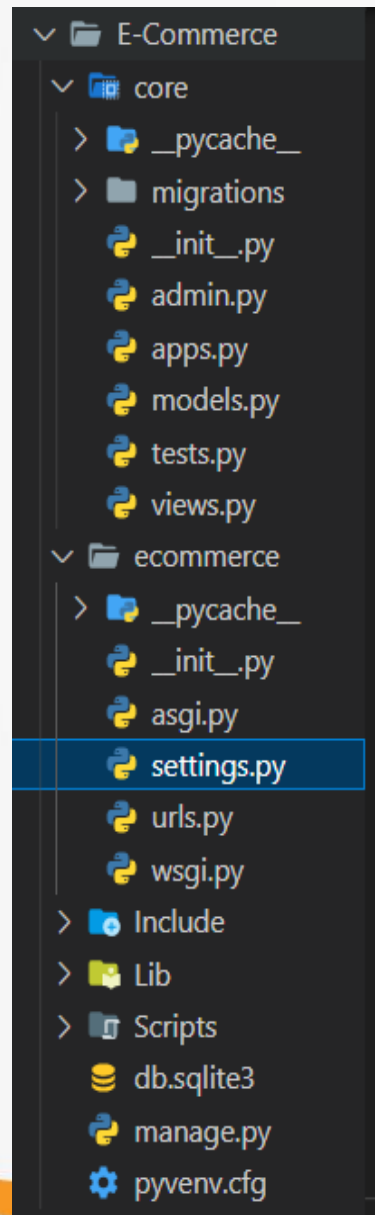 E-Commerce
core
__pycache__
migrations
__init__.py
admin.py
apps.py
models.py
tests.py
views.py
ecommerce
__pycache__
__init__.py
asgi.py
settings.py
urls.py
wsgi.py
Include
Lib
Scripts
db.sqlite3
manage.py
pyvenv.cfg